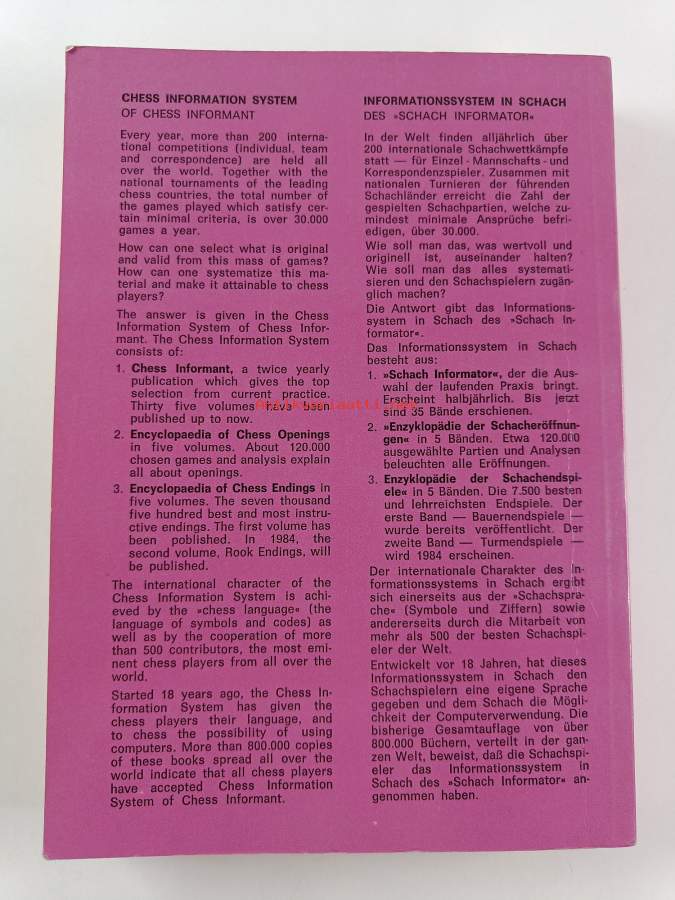 CHESS INFORMATION SYSTEM
OF CHESS INFORMANT
Every year, more than 200 interna-
tional competitions (individual, team
and correspondence) are held all
over the world. Together with the
national tournaments of the leading
chess countries, the total number of
the games played which satisfy cer-
tain minimal criteria, is over 30.000
games a year.
How can one select what is original
and valid from this mass of games?
How can one systematize this ma-
terial and make it attainable to chess
players?
The answer is given in the Chess
Information System of Chess Infor-
mant. The Chess Information System
consists of:
1. Chess Informant, a twice yearly
publication which gives the top
selection from current practice.
Thirty five volumes have been
published up to now.
2. Encyclopaedia of Chess Openings
in five volumes. About 120.000
chosen games and analysis explain
all about openings.
3. Encyclopaedia of Chess Endings in
five volumes. The seven thousand
five hundred best and most instru-
ctive endings. The first volume has
been poblished. In 1984, the
second volume, Rook Endings, will
be published.
The international character of the
Chess Information System is achi-
eved by the »chess language« (the
language of symbols and codes) as
well as by the cooperation of more
than 500 contributors, the most emi-
nent chess players from all over the
world.
Started 18 years ago, the Chess In-
formation System has given the
chess players their language, and
to chess the possibility of using
computers. More than 800.000 copies
of these books spread all over the
world indicate that all chess players
have accepted Chess Information
System of Chess Informant.
INFORMATIONSSYSTEM IN SCHACH
DES »SCHACH INFORMATOR«
In der Welt finden alljährlich über
200 internationale Schachwettkämpfe
statt — für Einzel - Mannschafts - und
Korrespondenzspieler. Zusammen mit
nationalen Turnieren der führenden
Schachländer erreicht die Zahl der
gespielten Schachpartien, welche zu-
mindest minimale Ansprüche befri-
edigen, über 30.000.
Wie soll man das, was wertvoll und
originell ist, auseinander halten?
Wie soll man das alles systemati-
sieren und den Schachspielern zugän-
glich machen?
Die Antwort gibt das Informations-
system in Schach des »Schach In-
formator«.
Das Informationssystem in Schach
besteht aus:
1. »Schach Informator«, der die Aus-
wahl der laufenden Praxis bringt.
Erscheint halbjährlich. Bis jetzt
sind 35 Bände erschienen.
2. »Enzyklopädie der Schacheröffnun-
gen« in 5 Bänden. Etwa 120.000
ausgewählte Partien und Analysen
beleuchten alle Eröffnungen.
3. Enzyklopädie der Schachendspi-
ele« in 5 Bänden. Die 7.500 besten
und lehrreichsten Endspiele. Der
erste Band — Bauernendspiele —
wurde bereits veröffentlicht. Der
zweite Band — Turmendspiele —
wird 1984 erscheinen.
Der internationale Charakter des In-
formationssystems in Schach ergibt
sich einerseits aus der »Schachspra-
che« (Symbole und Ziffern) sowie
andererseits durch die Mitarbeit von
mehr als 500 der besten Schachspi-
eler der Welt.
Entwickelt vor 18 Jahren, hat dieses
Informationssystem in Schach den
Schachspielern eine eigene Sprache
gegeben und dem Schach die Mögli-
chkeit der Computerverwendung. Die
bisherige Gesamtauflage von über
800.000 Büchern, verteilt in der gan-
zen Welt, beweist, daß die Schachspi-
eler das Informationssystem in
Schach des »Schach Informator« an-
genommen haben.